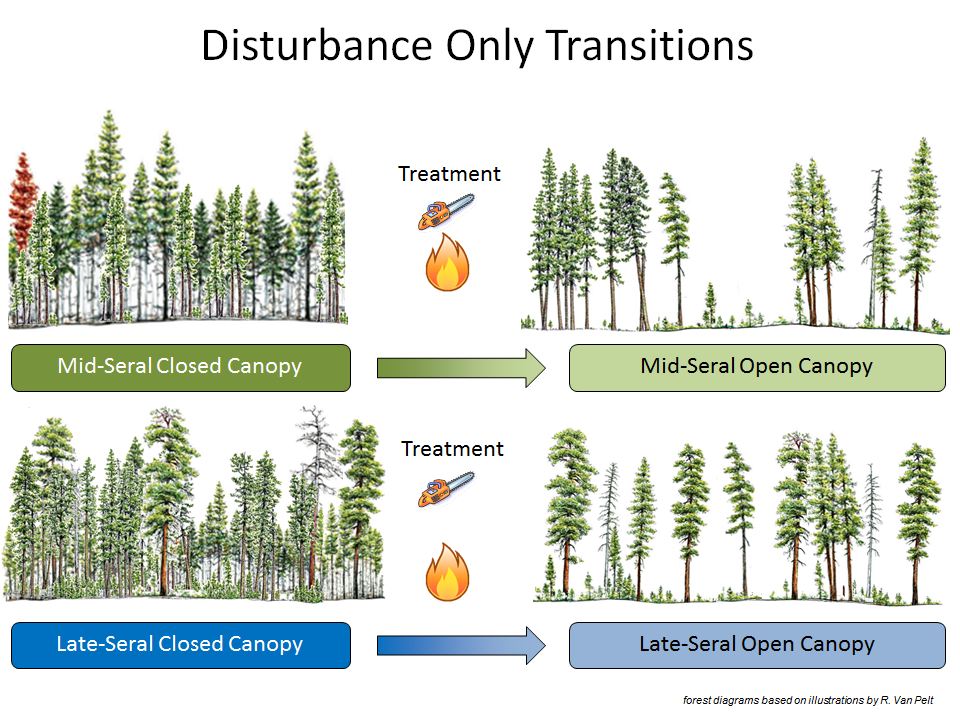 Disturbance Only Transitions
Treatment
Mid-Seral Closed Canopy
Mid-Seral Open Canopy
Treatment
Late-Seral Closed Canopy
Late-Seral Open Canopy
forest diagrams based on illustrations by R. Van Pelt